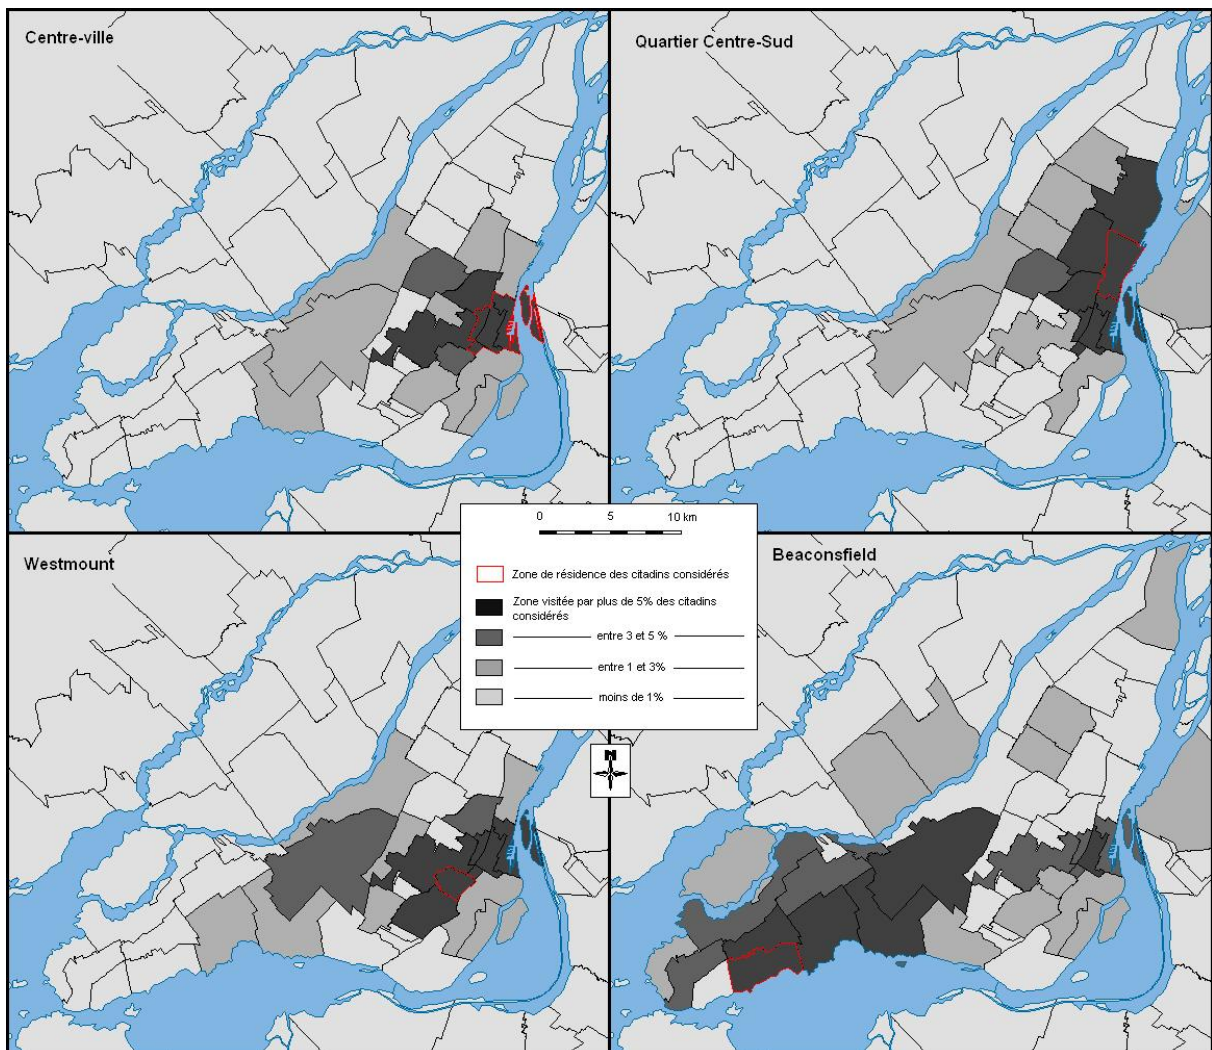 Centre-ville
Quartier Centre-Sud
Westmount
Beaconsfield
0 5 10 km
Zone de résidence des citadins considérés
Zone visitée par plus de 5% des citadins
considérés
entre 3 et 5 %
entre 1 et 3%
moins de 1%
N